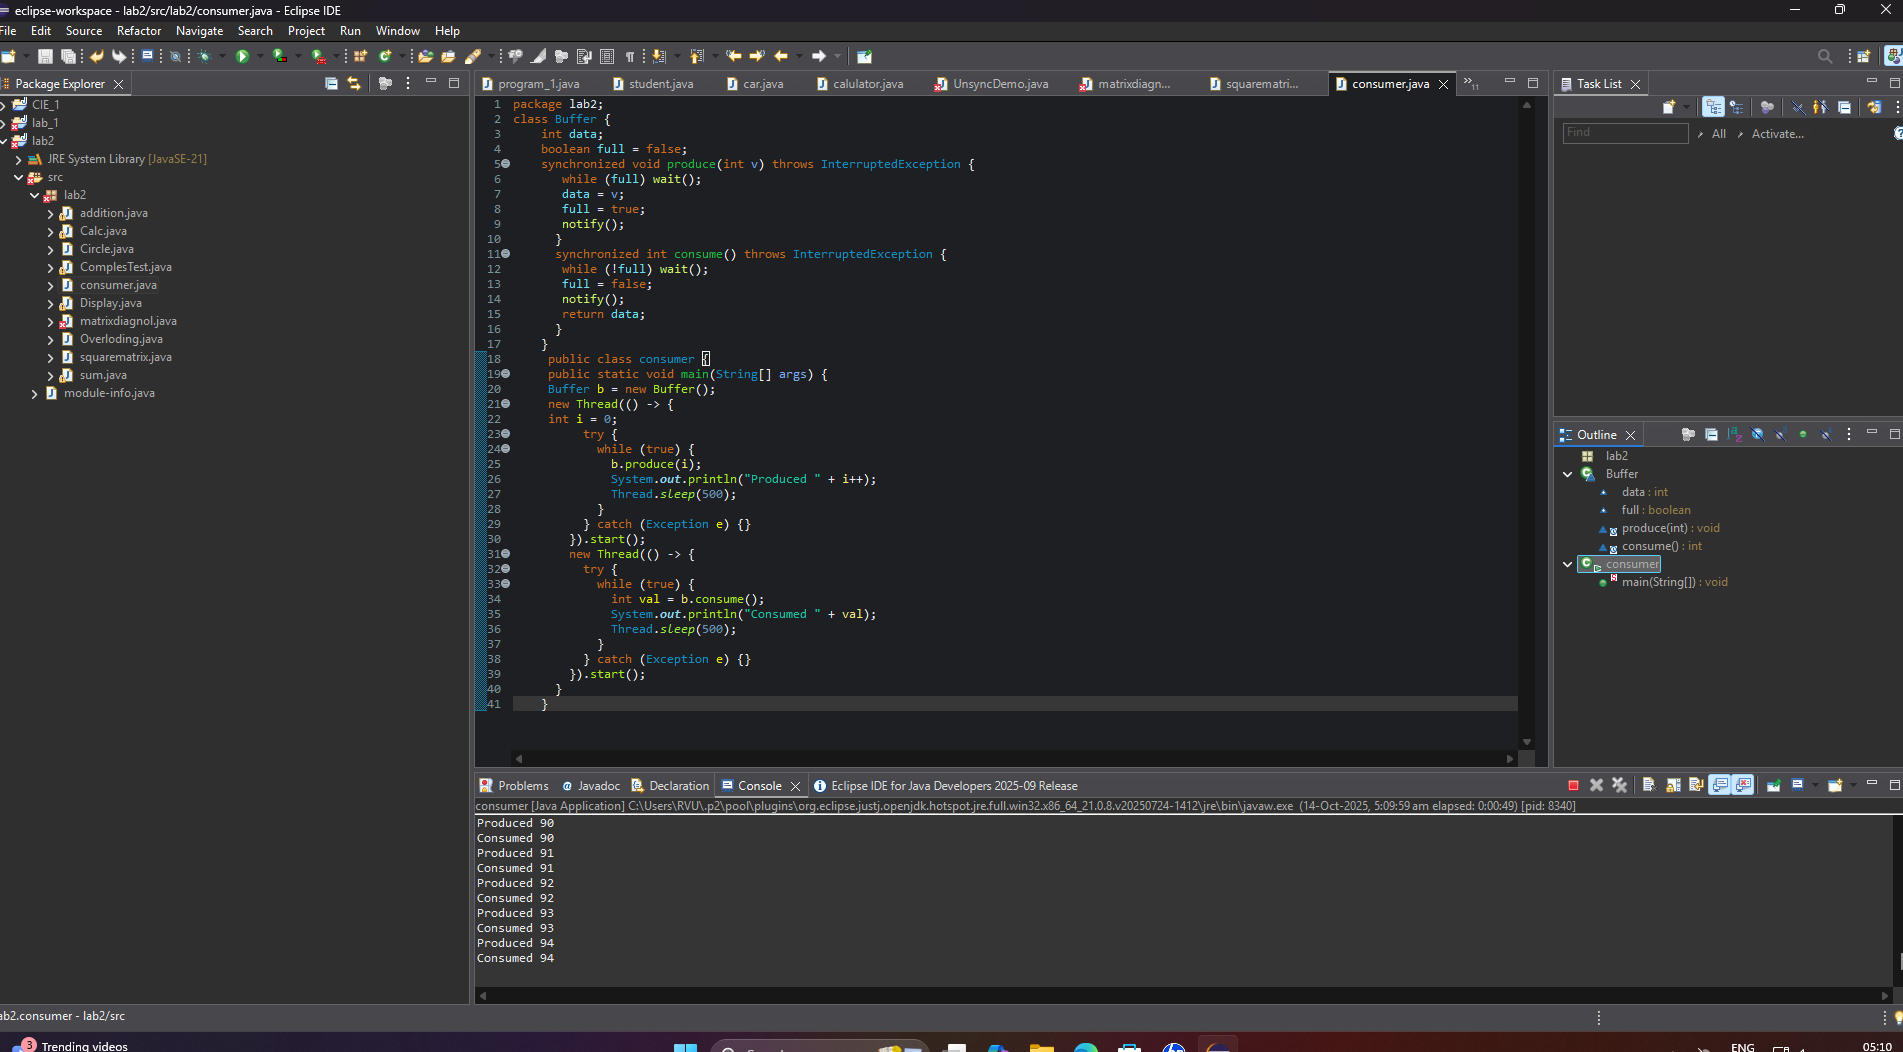 eclipse-workspace - lab2/src/lab2/consumer.java - Eclipse IDE
File Edit Source Refactor Navigate Search Project Run Window Help
Package Explorer
CIE_1
lab_1
lab2
JRE System Library [JavaSE-21]
src
lab2
addition.java
Calc.java
Circle.java
ComplesTest.java
consumer.java
Display.java
matrixdiagnol.java
Overloding.java
squarematrix.java
sum.java
module-info.java
program_1.java student.java car.java calulator.java UnsyncDemo.java matrixdiagn... squarematri... consumer.java »11
1 package lab2;
2 class Buffer {
3 int data;
4 boolean full = false;
5 synchronized void produce(int v) throws InterruptedException {
6 while (full) wait();
7 data = v;
8 full = true;
9 notify();
10 }
11 synchronized int consume() throws InterruptedException {
12 while (!full) wait();
13 full = false;
14 notify();
15 return data;
16 }
17 }
18 public class consumer {
19 public static void main(String[] args) {
20 Buffer b = new Buffer();
21 new Thread(() -> {
22 int i = 0;
23 try {
24 while (true) {
25 b.produce(i);
26 System.out.println("Produced " + i++);
27 Thread.sleep(500);
28 }
29 } catch (Exception e) {}
30 }).start();
31 new Thread(() -> {
32 try {
33 while (true) {
34 int val = b.consume();
35 System.out.println("Consumed " + val);
36 Thread.sleep(500);
37 }
38 } catch (Exception e) {}
39 }).start();
40 }
41 }
Task List
Find All Activate...
Outline
lab2
Buffer
data : int
full : boolean
produce(int) : void
consume() : int
consumer
main(String[]) : void
Problems Javadoc Declaration Console Eclipse IDE for Java Developers 2025-09 Release
consumer [Java Application] C:\Users\RVU\.p2\pool\plugins\org.eclipse.justj.openjdk.hotspot.jre.full.win32.x86_64_21.0.8.v20250724-1412\jre\bin\javaw.exe (14-Oct-2025, 5:09:59 am elapsed: 0:00:49) [pid: 8340]
Produced 90
Consumed 90
Produced 91
Consumed 91
Produced 92
Consumed 92
Produced 93
Consumed 93
Produced 94
Consumed 94
ab2.consumer - lab2/src
3 Trending videos
ENG
05:10